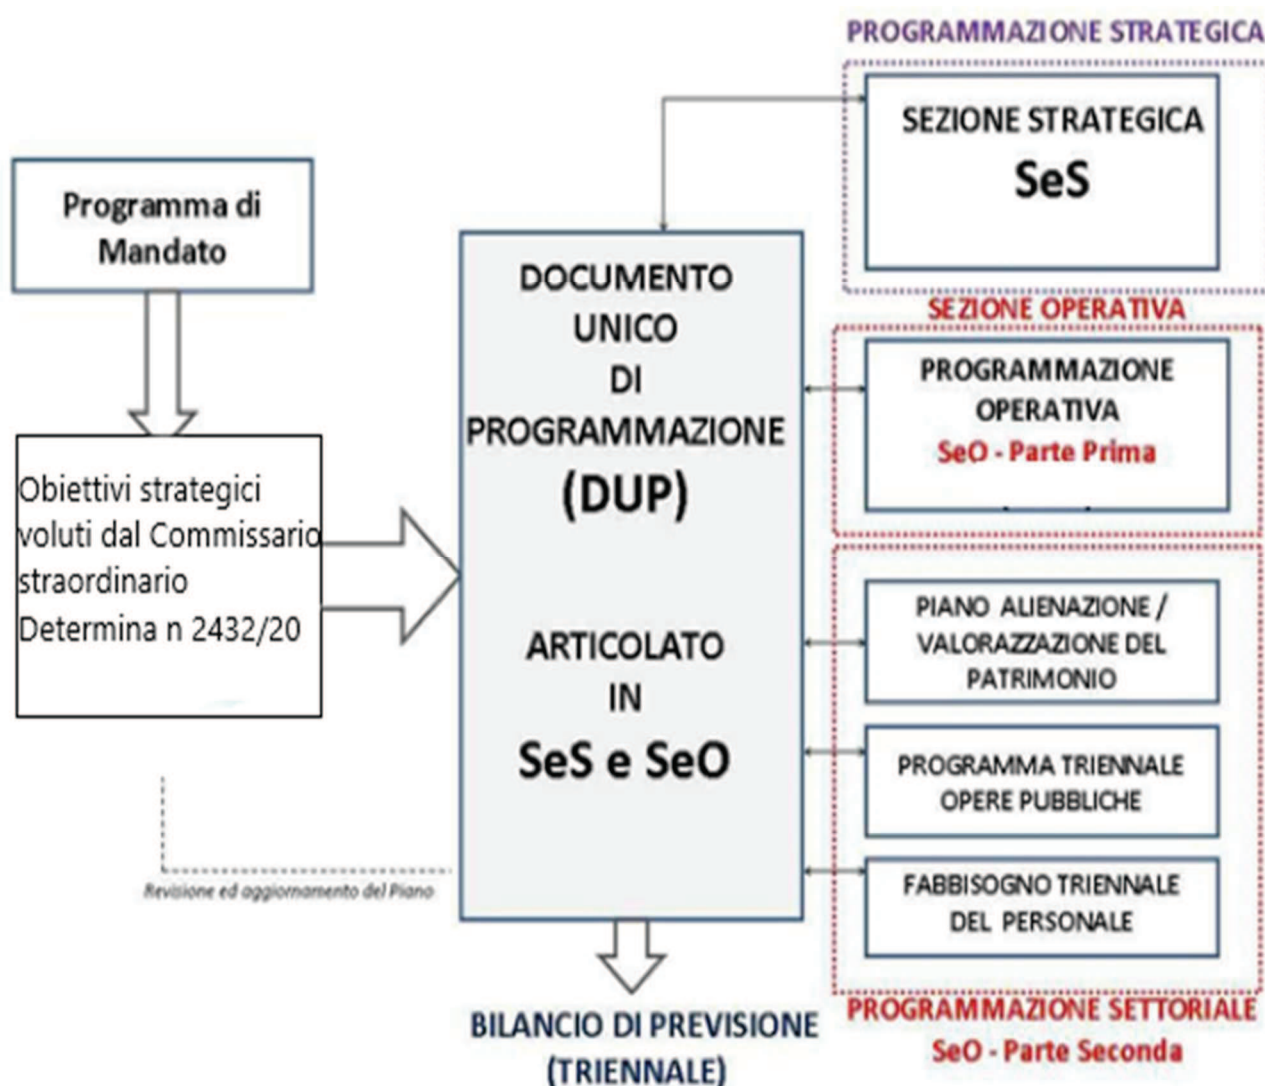 Programma di
Mandato
Obiettivi strategici
voluti dal Commissario
straordinario
Determina n 2432/20
Revisione ed aggiornamento del Piano
DOCUMENTO
UNICO
DI
PROGRAMMAZIONE
(DUP)
ARTICOLATO
IN
SeS e SeO
BILANCIO DI PREVISIONE
(TRIENNALE)
PROGRAMMAZIONE STRATEGICA
SEZIONE STRATEGICA
SeS
SEZIONE OPERATIVA
PROGRAMMAZIONE
OPERATIVA
SeO - Parte Prima
PIANO ALIENAZIONE /
VALORAZZAZIONE DEL
PATRIMONIO
PROGRAMMA TRIENNALE
OPERE PUBBLICHE
FABBISOGNO TRIENNALE
DEL PERSONALE
PROGRAMMAZIONE SETTORIALE
SeO - Parte Seconda